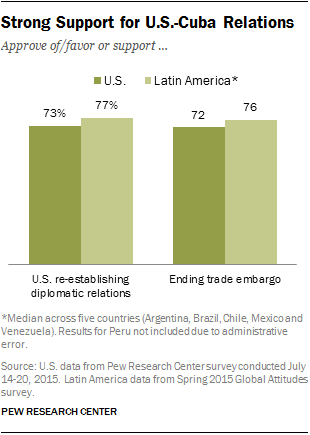 Strong Support for U.S.-Cuba Relations
Approve of/favor or support ...
U.S. Latin America*
73% 77% 72 76
U.S. re-establishing
diplomatic relations
Ending trade embargo
*Median across five countries (Argentina, Brazil, Chile, Mexico and
Venezuela). Results for Peru not included due to administrative
error.
Source: U.S. data from Pew Research Center survey conducted July
14-20, 2015. Latin America data from Spring 2015 Global Attitudes
survey.
PEW RESEARCH CENTER